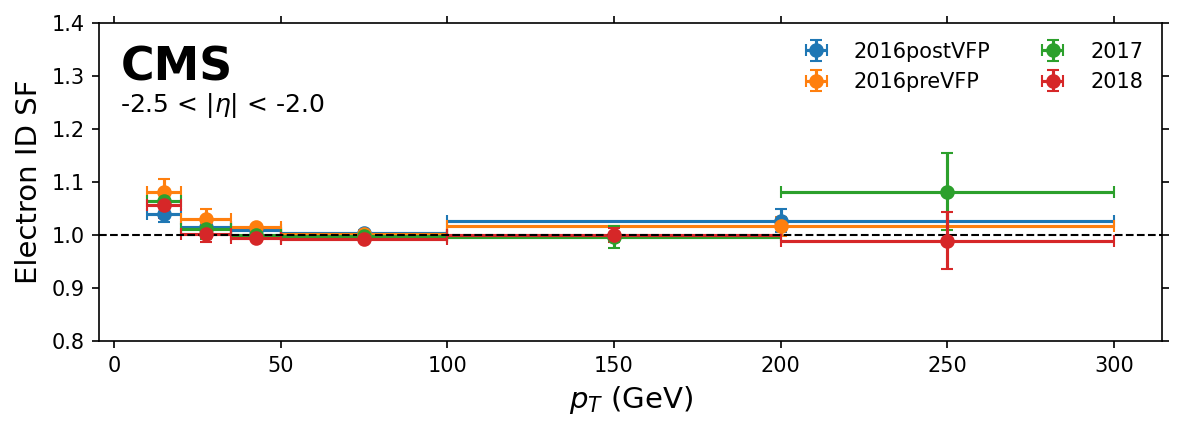 CMS
-2.5 < |η| < -2.0
2016postVFP
2016preVFP
2017
2018
Electron ID SF
1.4
1.3
1.2
1.1
1.0
0.9
0.8
0 50 100 150 200 250 300
p_T (GeV)